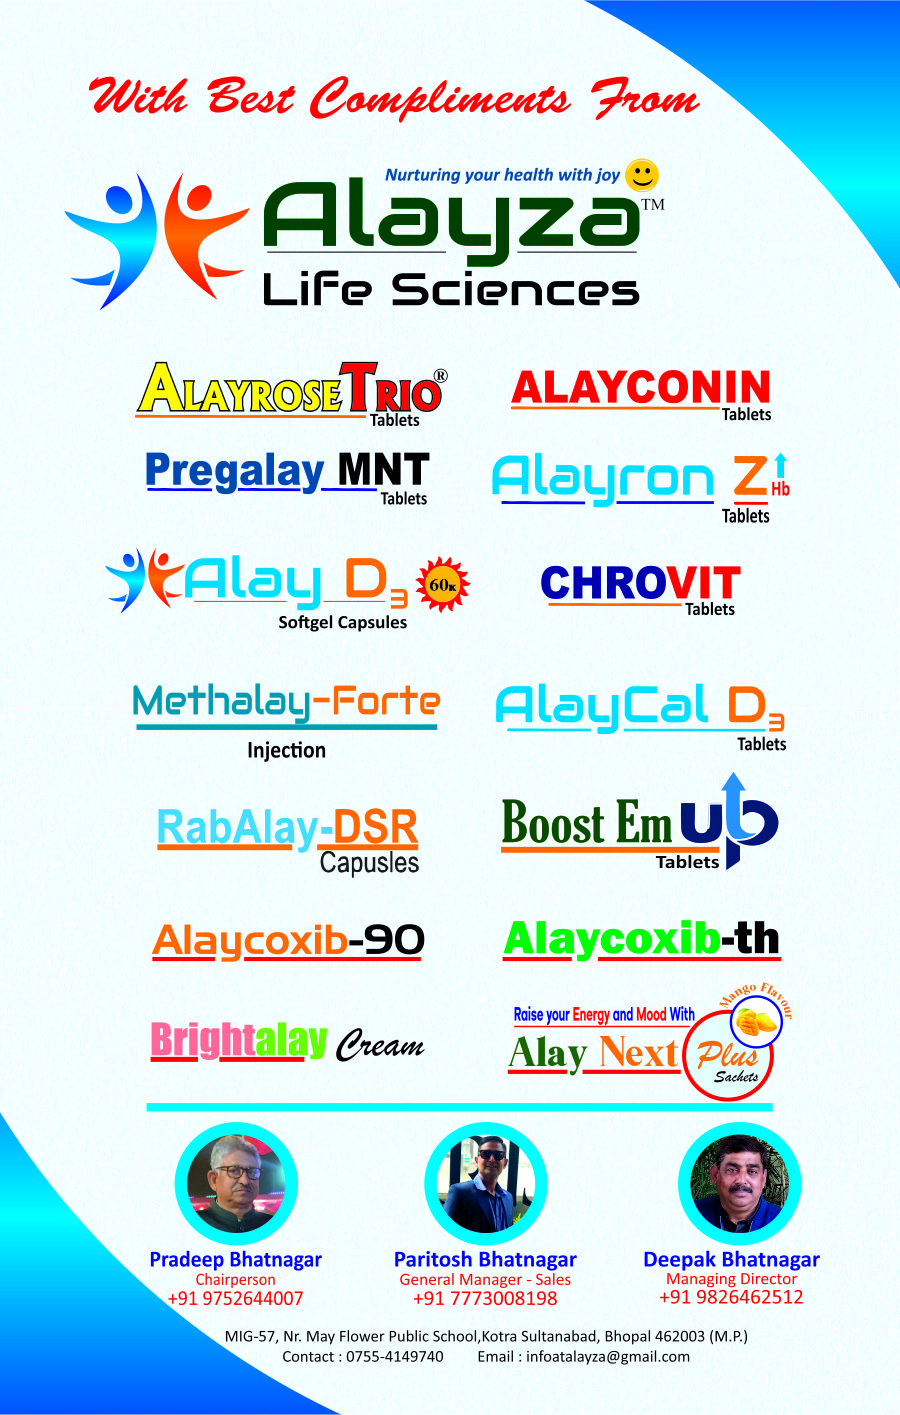 With Best Compliments From
Nurturing your health with joy
Alayza TM
Life Sciences
ALAYROSE TRIO®
Tablets
ALAYCONIN
Tablets
Pregalay MNT
Tablets
Alayron Z Hb
Tablets
Alay D3 60K
Softgel Capsules
CHROVIT
Tablets
Methalay-Forte
Injection
AlayCal D3
Tablets
RabAlay-DSR
Capusles
Boost Em up
Tablets
Alaycoxib-90
Alaycoxib-th
Brightalay Cream
Mango Flavour
Raise your Energy and Mood With
Alay Next Plus
Sachets
Pradeep Bhatnagar
Chairperson
+91 9752644007
Paritosh Bhatnagar
General Manager - Sales
+91 7773008198
Deepak Bhatnagar
Managing Director
+91 9826462512
MIG-57, Nr. May Flower Public School,Kotra Sultanabad, Bhopal 462003 (M.P.)
Contact : 0755-4149740 Email : infoatalayza@gmail.com